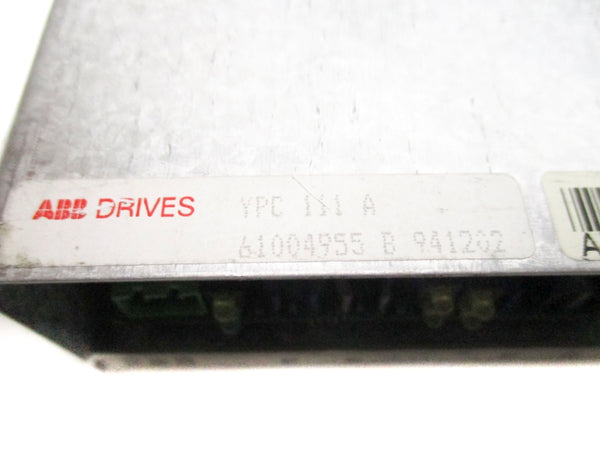 ABB DRIVES YPC 111 A
61004955 B 941202
A